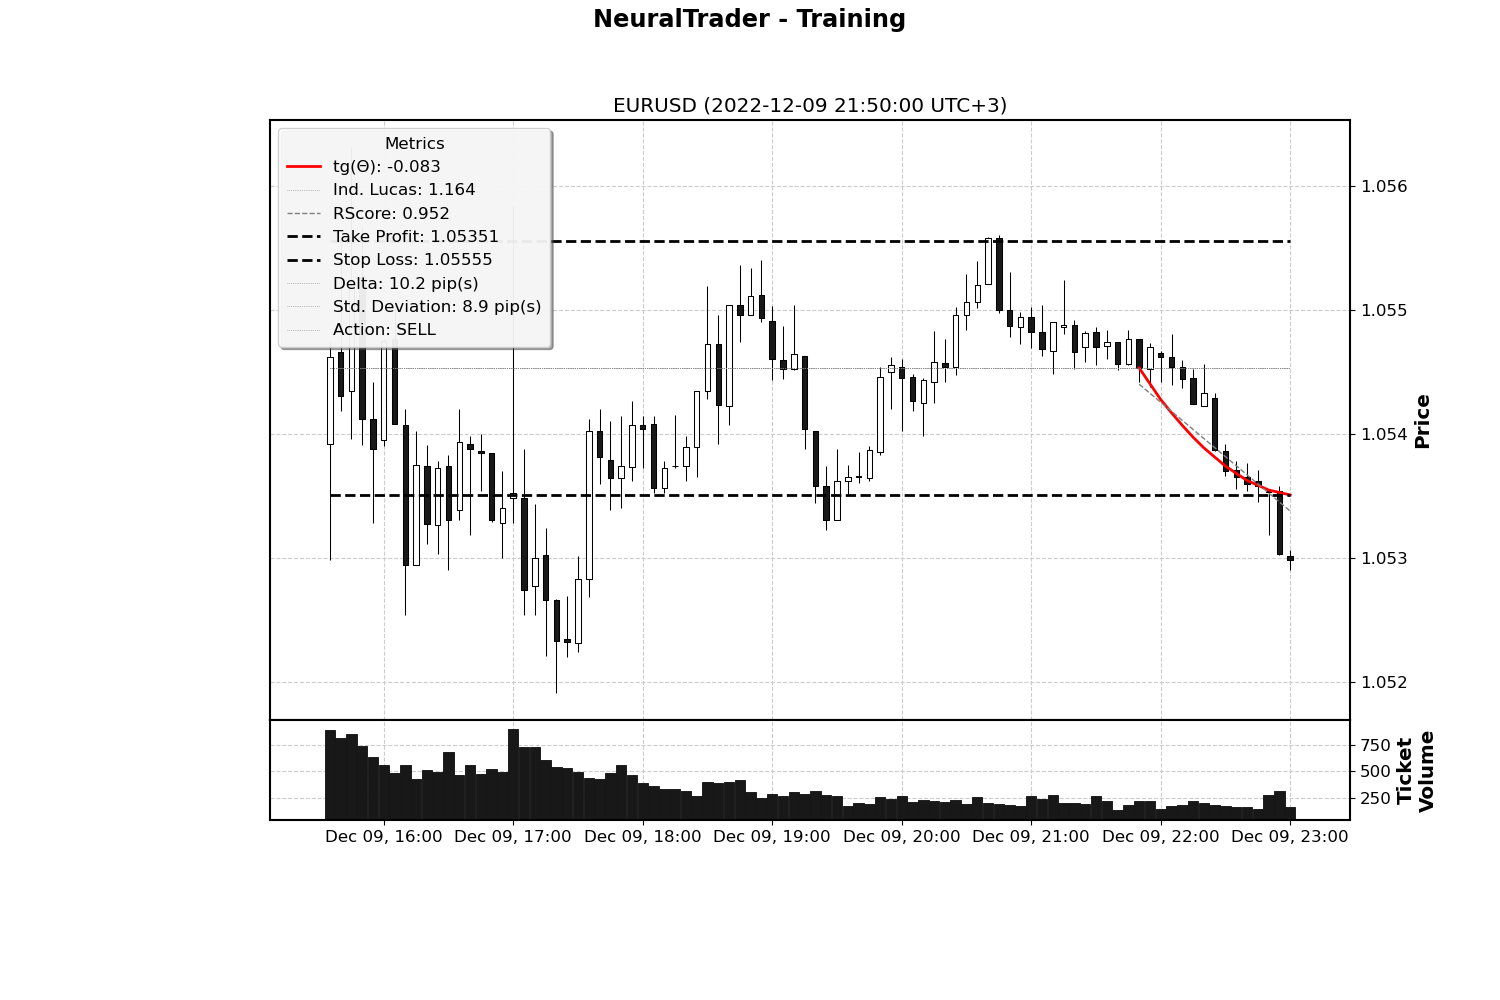 NeuralTrader - Training
EURUSD (2022-12-09 21:50:00 UTC+3)
Metrics
tg(Θ): -0.083
Ind. Lucas: 1.164
RScore: 0.952
Take Profit: 1.05351
Stop Loss: 1.05555
Delta: 10.2 pip(s)
Std. Deviation: 8.9 pip(s)
Action: SELL
1.056
1.055
1.054
1.053
1.052
Price
750
500
250
Ticket
Volume
Dec 09, 16:00 Dec 09, 17:00 Dec 09, 18:00 Dec 09, 19:00 Dec 09, 20:00 Dec 09, 21:00 Dec 09, 22:00 Dec 09, 23:00